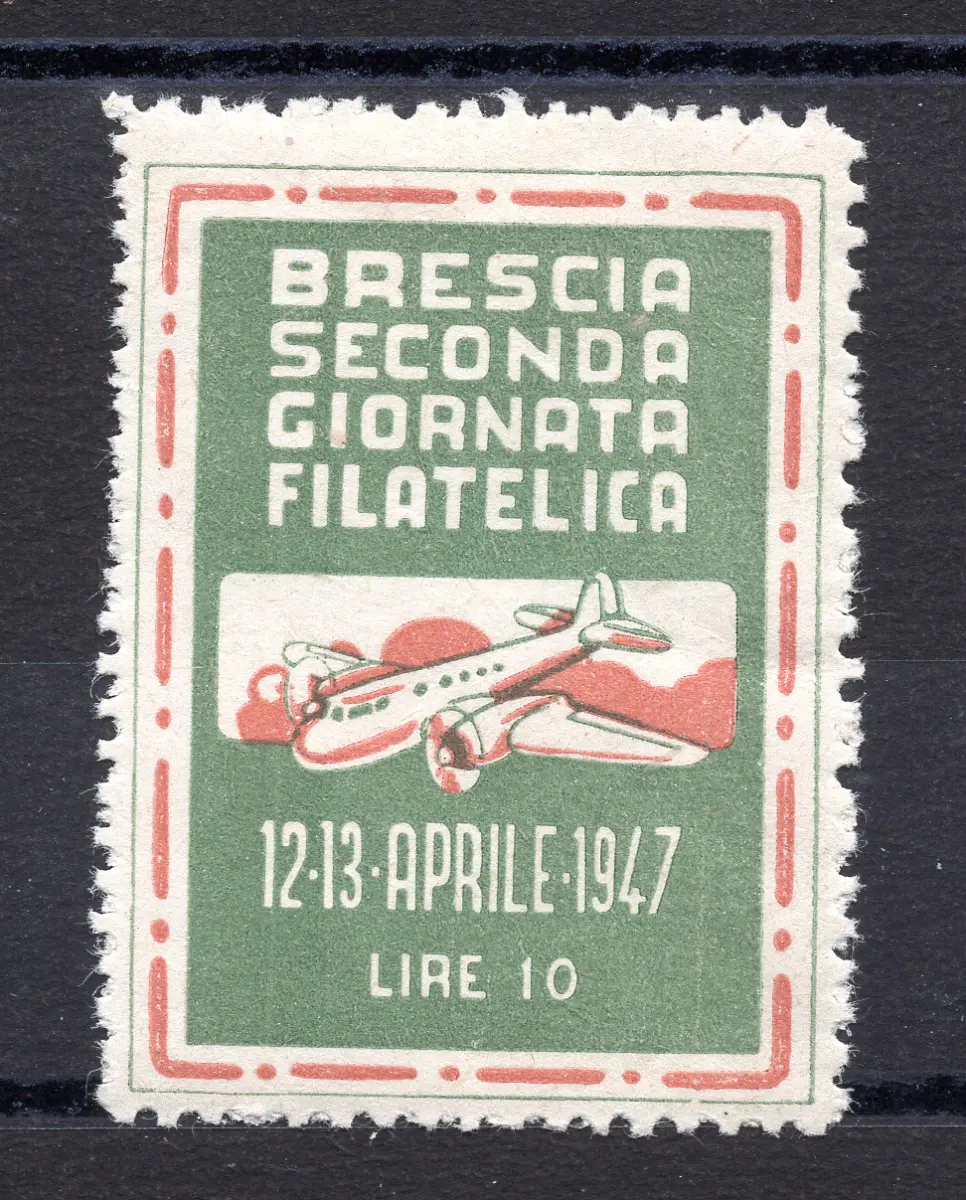 BRESCIA
SECONDA
GIORNATA
FILATELICA
12·13·APRILE·1947
LIRE 10